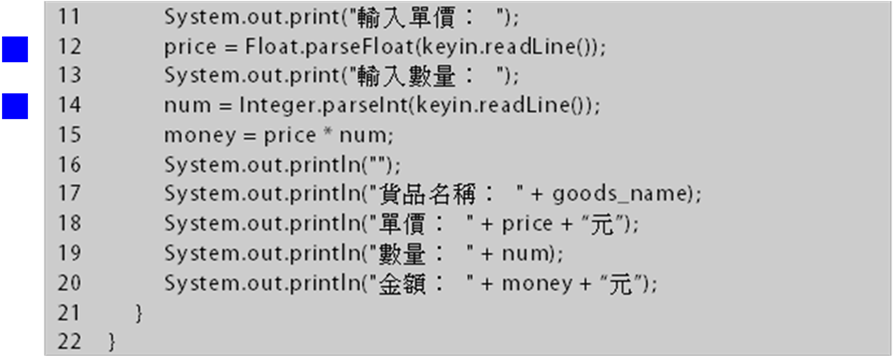 11 System.out.print("輸入單價： ");
12 price = Float.parseFloat(keyin.readLine());
13 System.out.print("輸入數量： ");
14 num = Integer.parseInt(keyin.readLine());
15 money = price * num;
16 System.out.println("");
17 System.out.println("貨品名稱： " + goods_name);
18 System.out.println("單價： " + price + “元”);
19 System.out.println("數量： " + num);
20 System.out.println("金額： " + money + “元”);
21 }
22 }